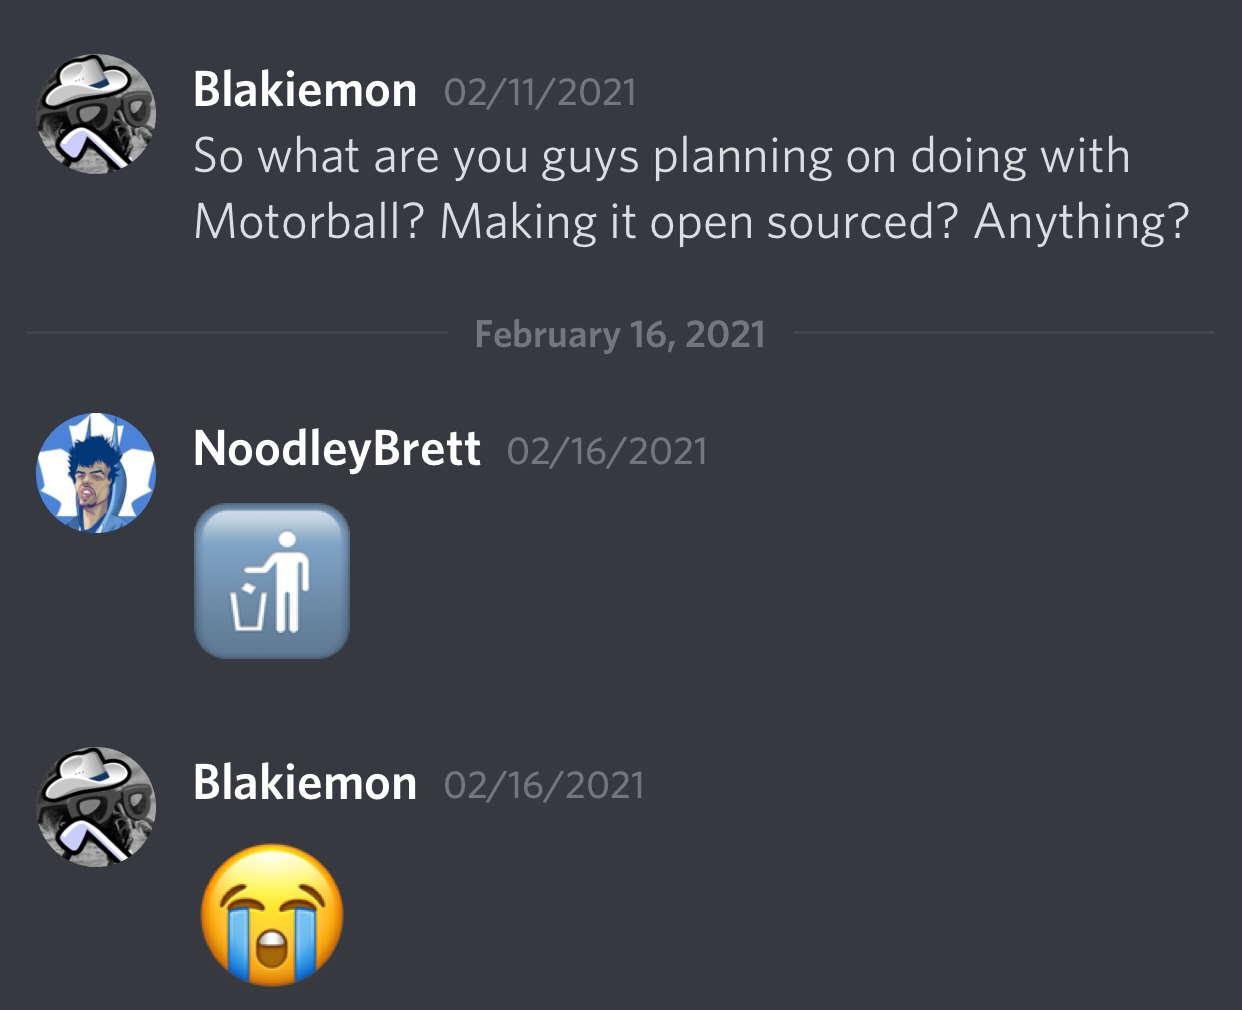 Blakiemon 02/11/2021
So what are you guys planning on doing with
Motorball? Making it open sourced? Anything?
February 16, 2021
NoodleyBrett 02/16/2021
🚮
Blakiemon 02/16/2021
😭